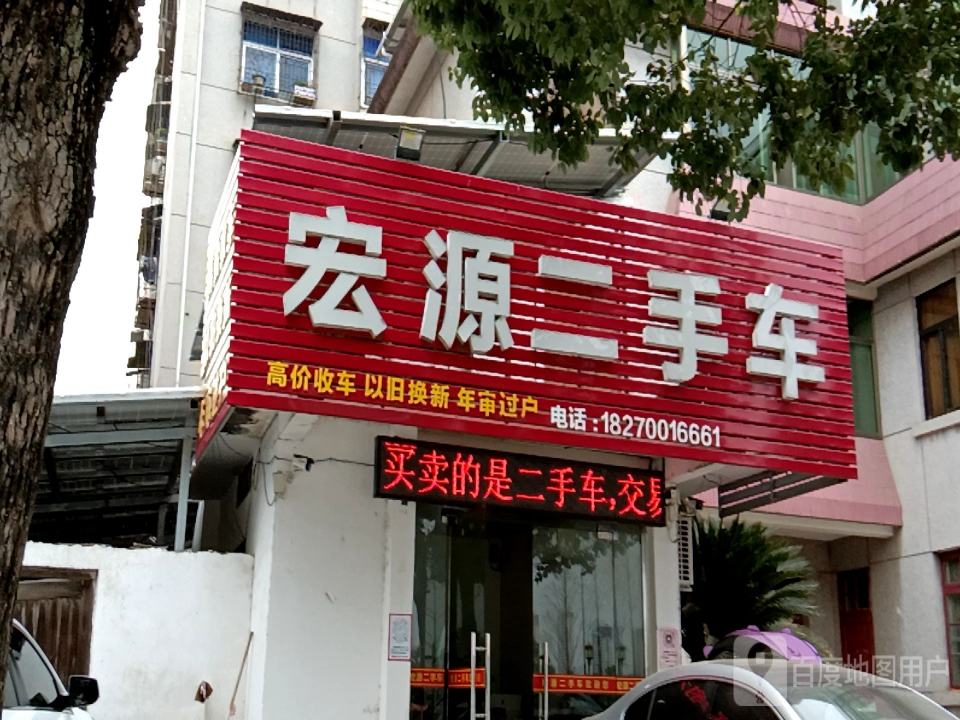 宏源二手车
高价收车 以旧换新 年审过户 电话:18270016661
买卖的是二手车,交易
百度地图用户